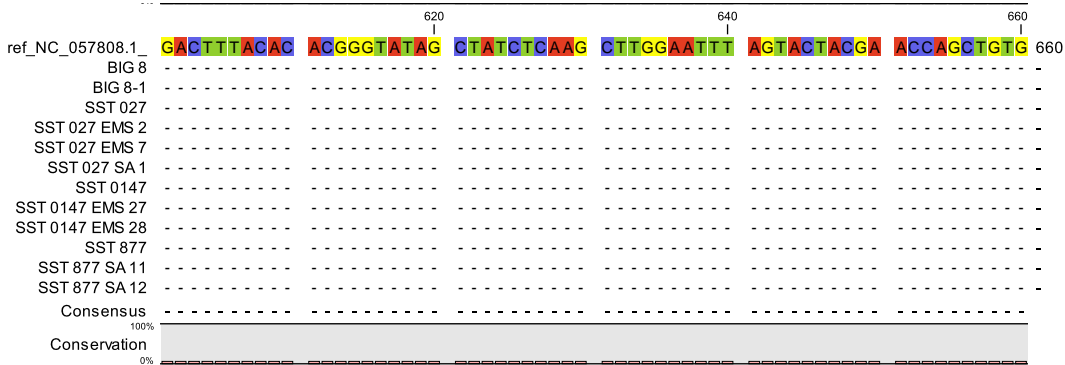 620 640 660
ref_NC_057808.1_ GACTTTACAC ACGGGTATAG CTATCTCAAG CTTGGAATTT AGTACTACGA ACCAGCTGTG 660
BIG 8 - - - - - - - - - - - - - - - - - - - - - - - - - - - - - - - - - - - - - - - - - - - - - - - - - - - - - - - - - - - - -
BIG 8-1 - - - - - - - - - - - - - - - - - - - - - - - - - - - - - - - - - - - - - - - - - - - - - - - - - - - - - - - - - - - - -
SST 027 - - - - - - - - - - - - - - - - - - - - - - - - - - - - - - - - - - - - - - - - - - - - - - - - - - - - - - - - - - - - -
SST 027 EMS 2 - - - - - - - - - - - - - - - - - - - - - - - - - - - - - - - - - - - - - - - - - - - - - - - - - - - - - - - - - - - - -
SST 027 EMS 7 - - - - - - - - - - - - - - - - - - - - - - - - - - - - - - - - - - - - - - - - - - - - - - - - - - - - - - - - - - - - -
SST 027 SA 1 - - - - - - - - - - - - - - - - - - - - - - - - - - - - - - - - - - - - - - - - - - - - - - - - - - - - - - - - - - - - -
SST 0147 - - - - - - - - - - - - - - - - - - - - - - - - - - - - - - - - - - - - - - - - - - - - - - - - - - - - - - - - - - - - -
SST 0147 EMS 27 - - - - - - - - - - - - - - - - - - - - - - - - - - - - - - - - - - - - - - - - - - - - - - - - - - - - - - - - - - - - -
SST 0147 EMS 28 - - - - - - - - - - - - - - - - - - - - - - - - - - - - - - - - - - - - - - - - - - - - - - - - - - - - - - - - - - - - -
SST 877 - - - - - - - - - - - - - - - - - - - - - - - - - - - - - - - - - - - - - - - - - - - - - - - - - - - - - - - - - - - - -
SST 877 SA 11 - - - - - - - - - - - - - - - - - - - - - - - - - - - - - - - - - - - - - - - - - - - - - - - - - - - - - - - - - - - - -
SST 877 SA 12 - - - - - - - - - - - - - - - - - - - - - - - - - - - - - - - - - - - - - - - - - - - - - - - - - - - - - - - - - - - - -
Consensus - - - - - - - - - - - - - - - - - - - - - - - - - - - - - - - - - - - - - - - - - - - - - - - - - - - - - - - - - - - -
100%
Conservation
0%